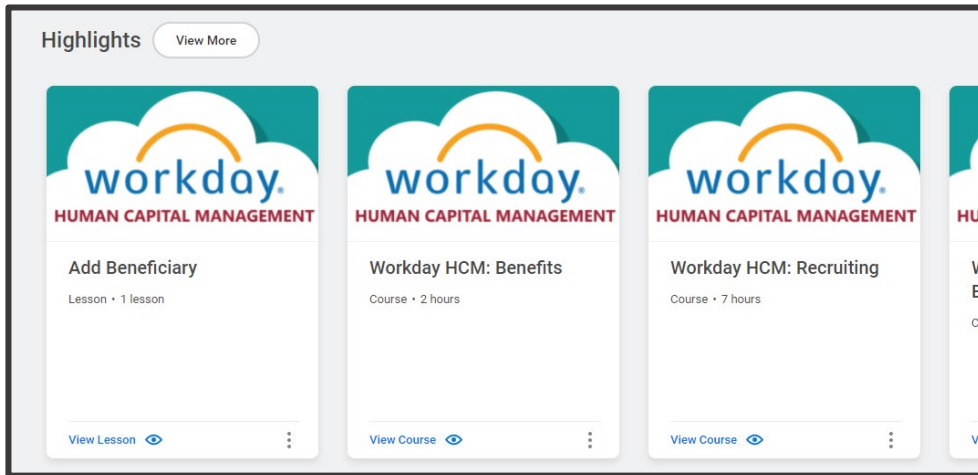 Highlights
View More
workday.
HUMAN CAPITAL MANAGEMENT
Add Beneficiary
Lesson • 1 lesson
View Lesson
workday.
HUMAN CAPITAL MANAGEMENT
Workday HCM: Benefits
Course • 2 hours
View Course
workday.
HUMAN CAPITAL MANAGEMENT
Workday HCM: Recruiting
Course • 7 hours
View Course